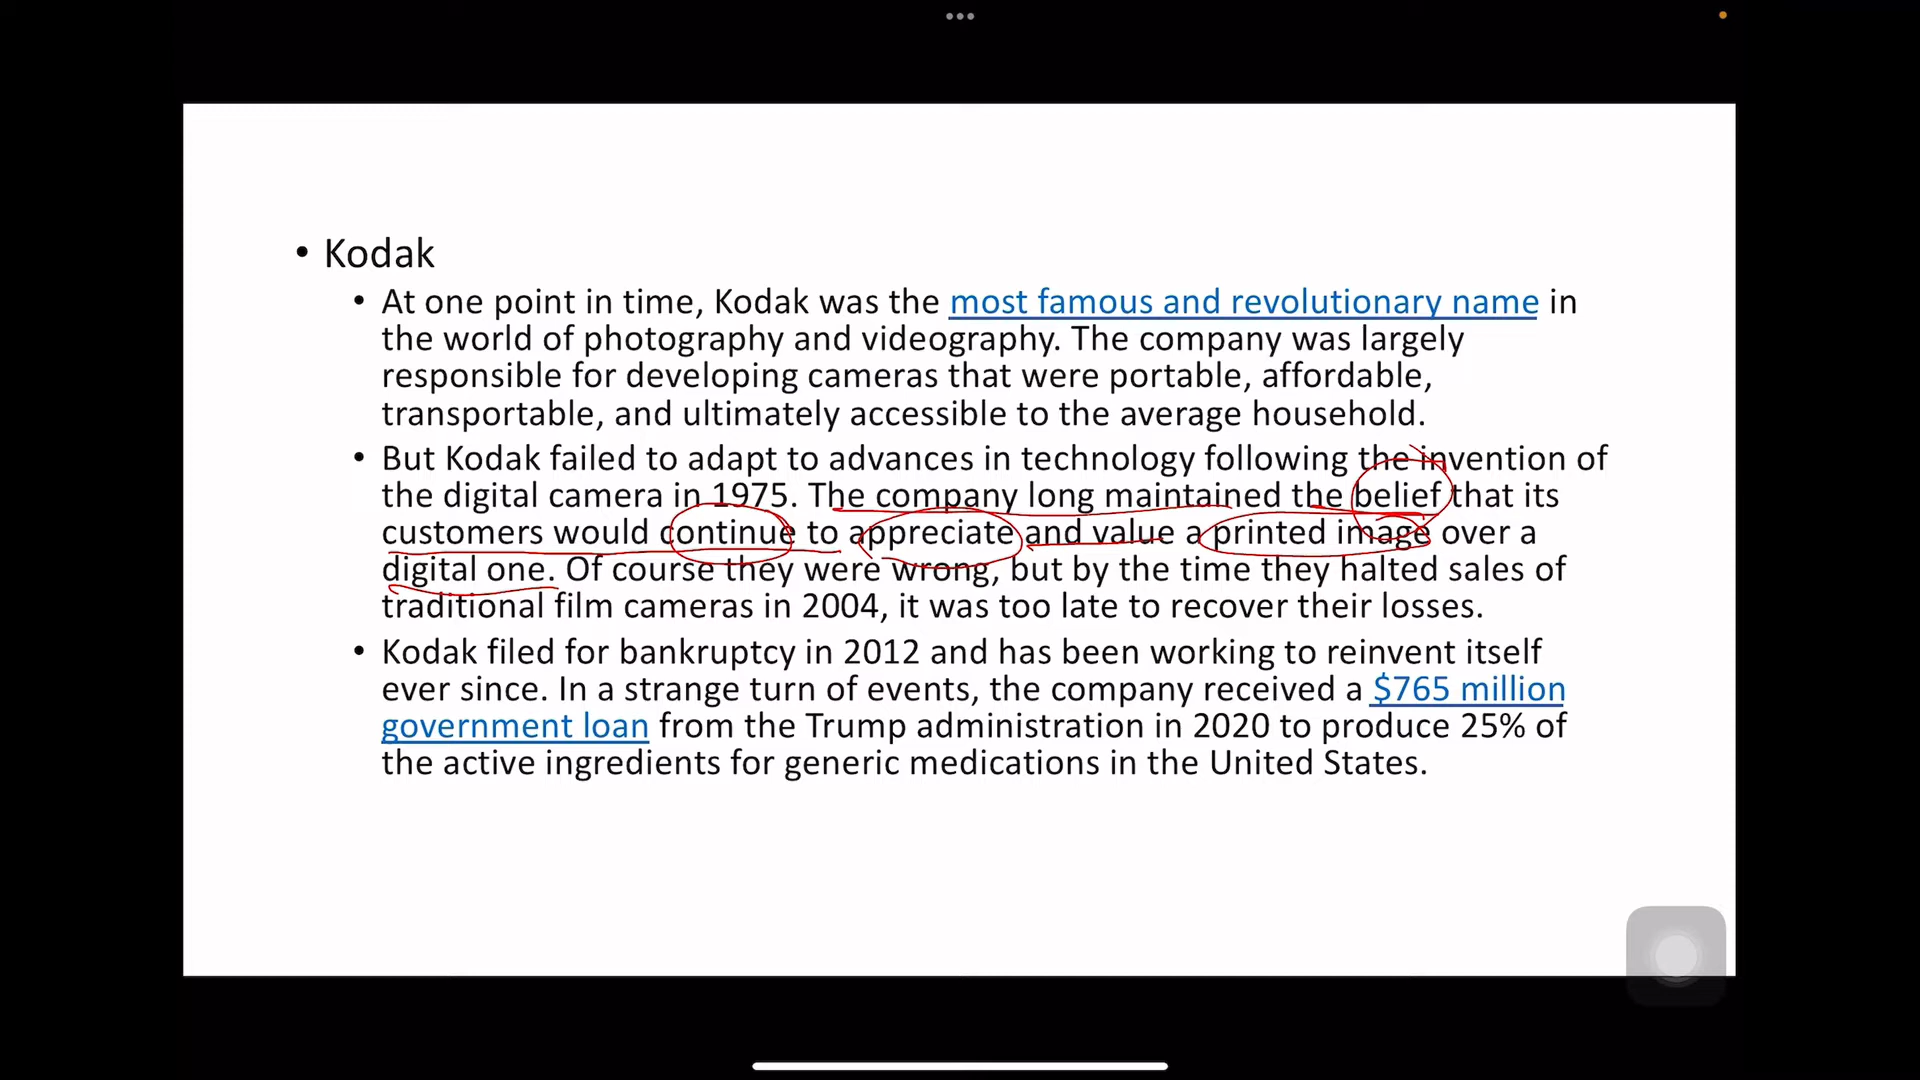 • Kodak
• At one point in time, Kodak was the most famous and revolutionary name in
the world of photography and videography. The company was largely
responsible for developing cameras that were portable, affordable,
transportable, and ultimately accessible to the average household.
• But Kodak failed to adapt to advances in technology following the invention of
the digital camera in 1975. The company long maintained the belief that its
customers would continue to appreciate and value a printed image over a
digital one. Of course they were wrong, but by the time they halted sales of
traditional film cameras in 2004, it was too late to recover their losses.
• Kodak filed for bankruptcy in 2012 and has been working to reinvent itself
ever since. In a strange turn of events, the company received a $765 million
government loan from the Trump administration in 2020 to produce 25% of
the active ingredients for generic medications in the United States.